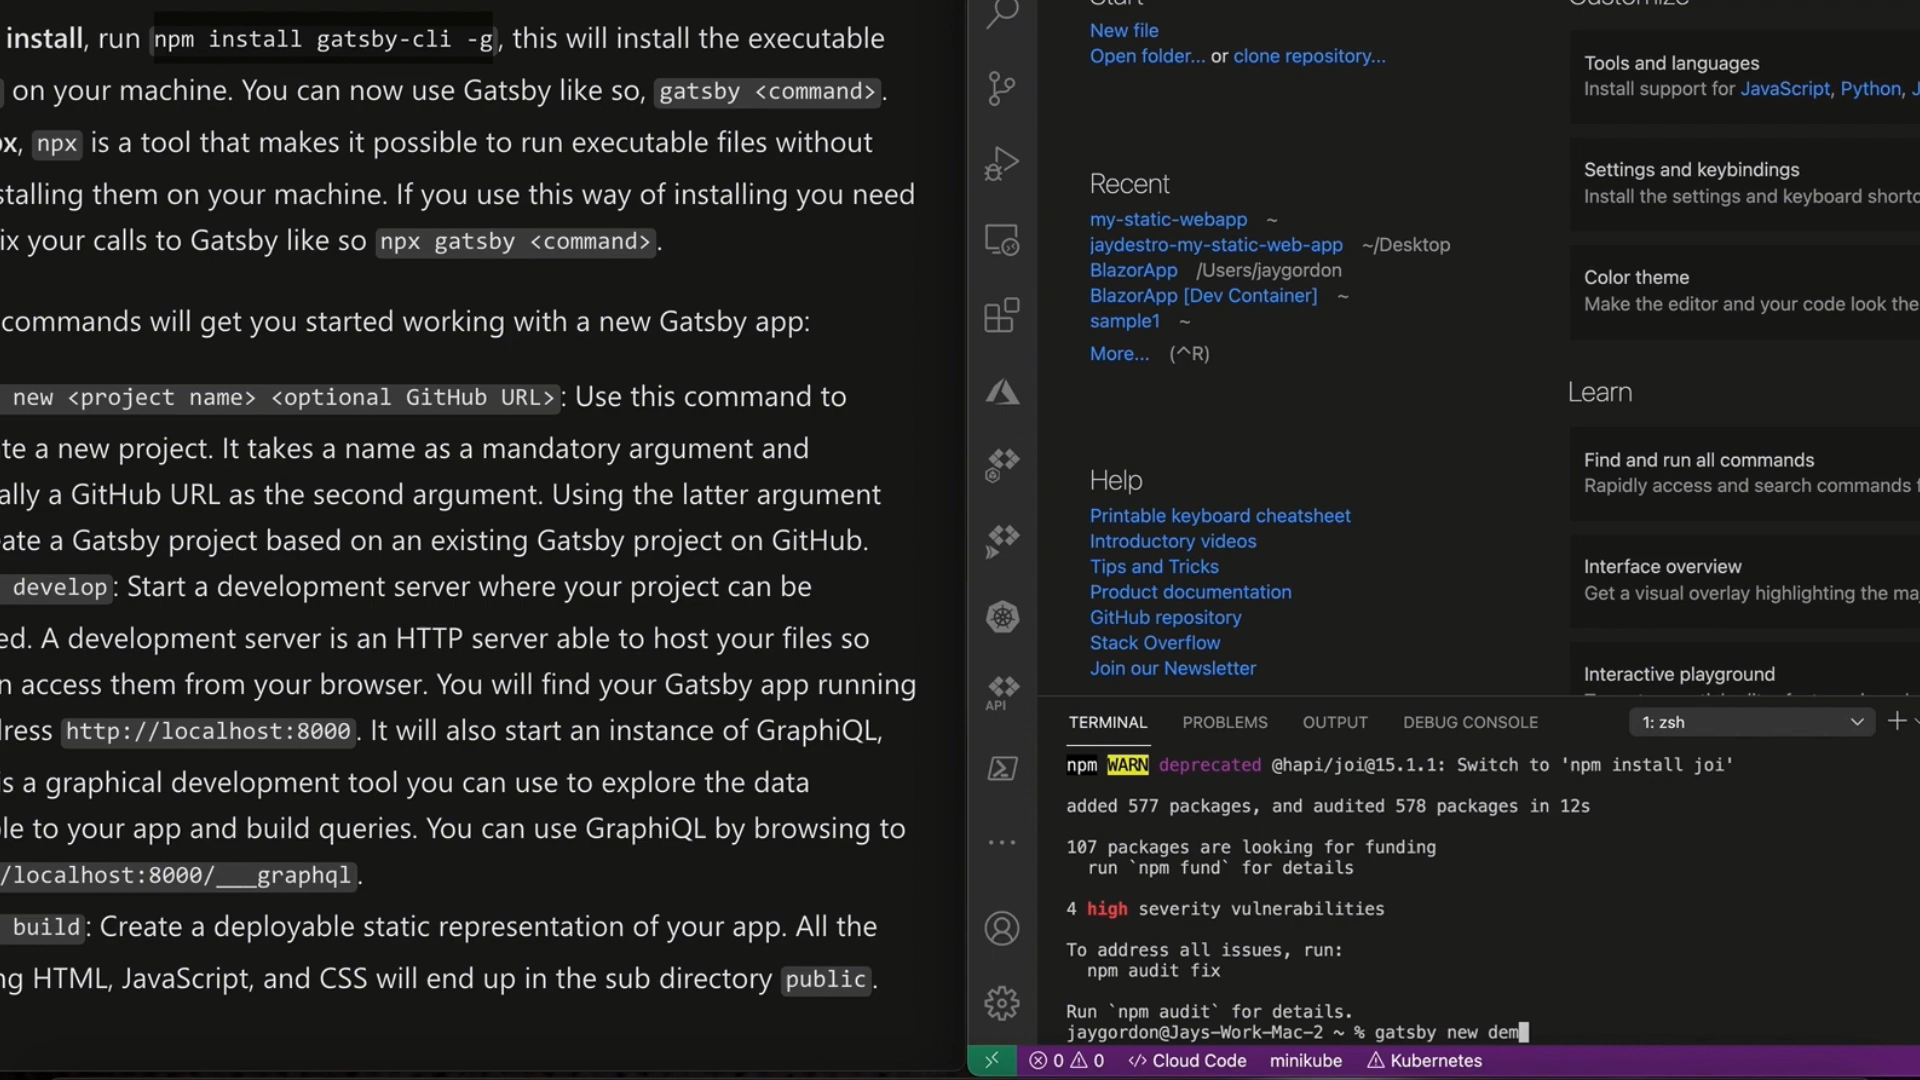 install, run npm install gatsby-cli -g, this will install the executable
on your machine. You can now use Gatsby like so, gatsby <command>.
npx is a tool that makes it possible to run executable files without
stalling them on your machine. If you use this way of installing you need
ix your calls to Gatsby like so npx gatsby <command>.
commands will get you started working with a new Gatsby app:
new <project name> <optional GitHub URL>: Use this command to
te a new project. It takes a name as a mandatory argument and
ally a GitHub URL as the second argument. Using the latter argument
eate a Gatsby project based on an existing Gatsby project on GitHub.
develop: Start a development server where your project can be
ed. A development server is an HTTP server able to host your files so
n access them from your browser. You will find your Gatsby app running
ress http://localhost:8000. It will also start an instance of GraphiQL,
is a graphical development tool you can use to explore the data
le to your app and build queries. You can use GraphiQL by browsing to
/localhost:8000/___graphql.
build: Create a deployable static representation of your app. All the
ng HTML, JavaScript, and CSS will end up in the sub directory public.
API
New file
Open folder... or clone repository...
Recent
my-static-webapp ~
jaydestro-my-static-web-app ~/Desktop
BlazorApp /Users/jaygordon
BlazorApp [Dev Container] ~
sample1 ~
More... (^R)
Help
Printable keyboard cheatsheet
Introductory videos
Tips and Tricks
Product documentation
GitHub repository
Stack Overflow
Join our Newsletter
Customize
Tools and languages
Install support for JavaScript, Python, J
Settings and keybindings
Install the settings and keyboard shortc
Color theme
Make the editor and your code look the
Learn
Find and run all commands
Rapidly access and search commands f
Interface overview
Get a visual overlay highlighting the ma
Interactive playground
TERMINAL PROBLEMS OUTPUT DEBUG CONSOLE 1: zsh
npm WARN deprecated @hapi/joi@15.1.1: Switch to 'npm install joi'
added 577 packages, and audited 578 packages in 12s
107 packages are looking for funding
run `npm fund` for details
4 high severity vulnerabilities
To address all issues, run:
npm audit fix
Run `npm audit` for details.
jaygordon@Jays-Work-Mac-2 ~ % gatsby new dem
0 0 </> Cloud Code minikube Kubernetes